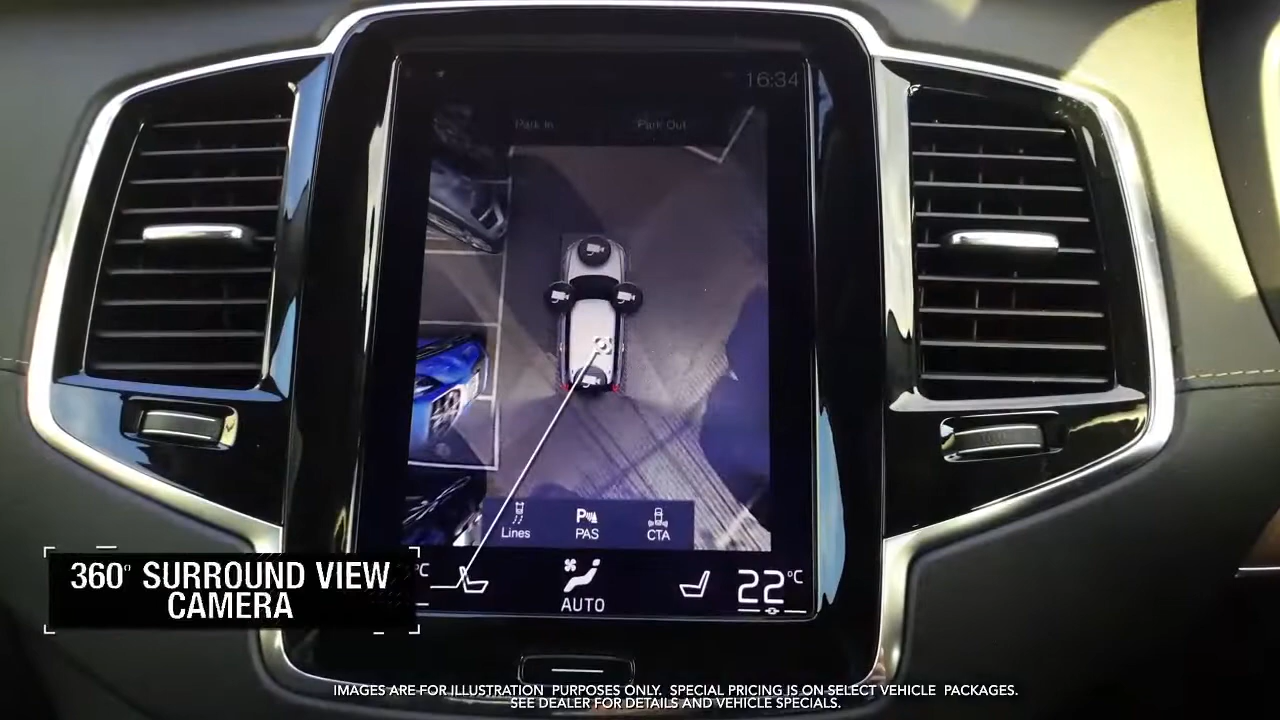 16:34
Park In
Park Out
Lines
PAS
CTA
°C
AUTO
22°C
360° SURROUND VIEW
CAMERA
IMAGES ARE FOR ILLUSTRATION PURPOSES ONLY. SPECIAL PRICING IS ON SELECT VEHICLE PACKAGES.
SEE DEALER FOR DETAILS AND VEHICLE SPECIALS.